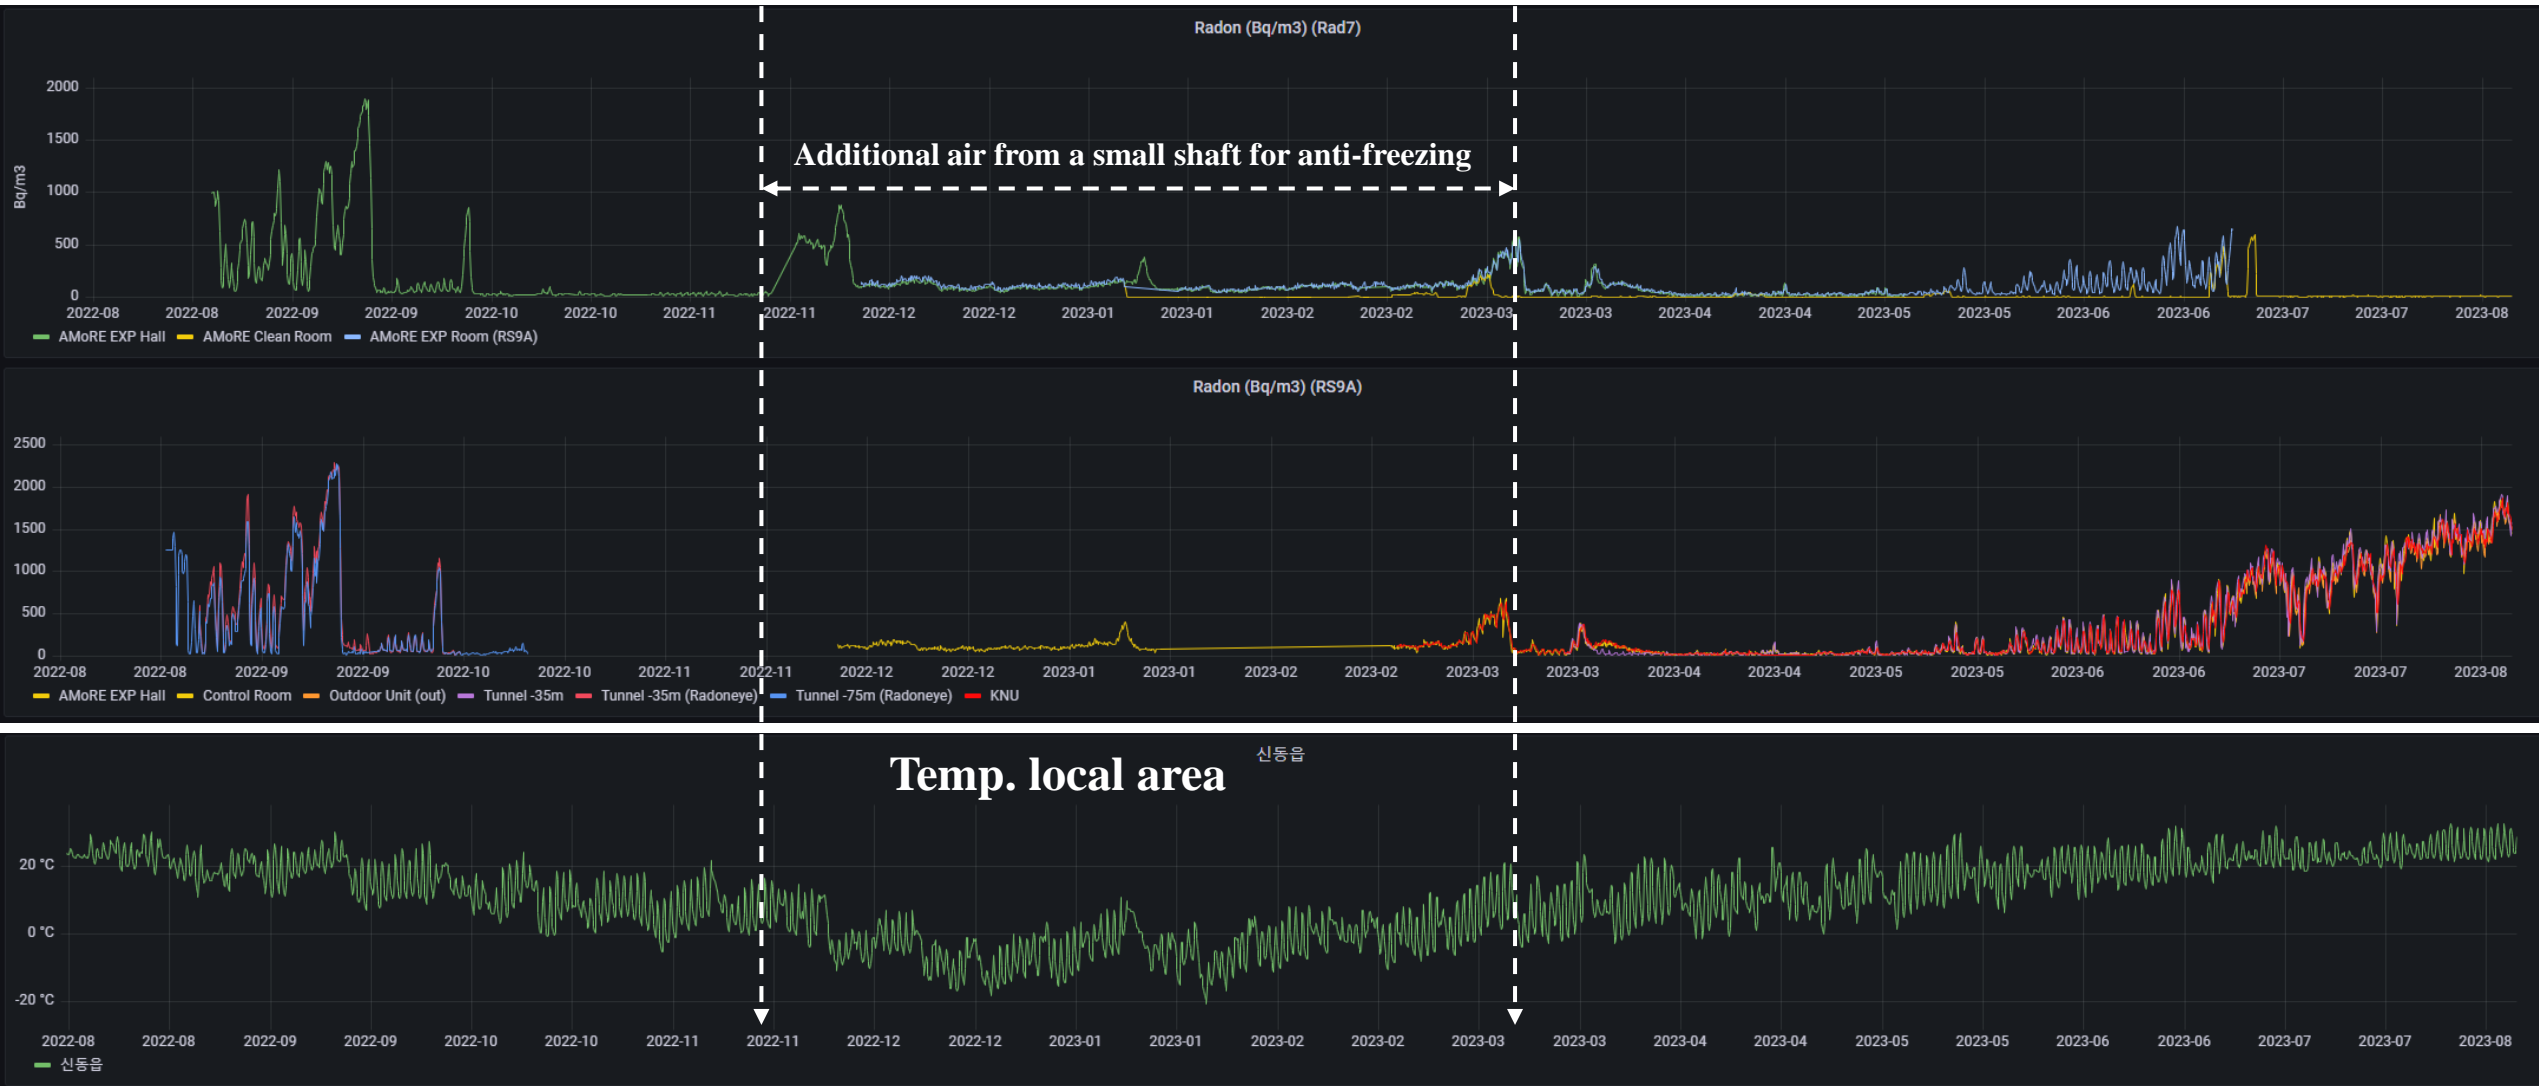 Radon (Bq/m3) (Rad7)
2000
1500
1000
500
0
Bq/m3
Additional air from a small shaft for anti-freezing
2022-08 2022-08 2022-09 2022-09 2022-10 2022-10 2022-11 2022-11 2022-12 2022-12 2023-01 2023-01 2023-02 2023-02 2023-03 2023-03 2023-04 2023-04 2023-05 2023-05 2023-06 2023-06 2023-07 2023-07 2023-08
AMoRE EXP Hall AMoRE Clean Room AMoRE EXP Room (RS9A)
Radon (Bq/m3) (RS9A)
2500
2000
1500
1000
500
0
2022-08 2022-08 2022-09 2022-09 2022-10 2022-10 2022-11 2022-11 2022-12 2022-12 2023-01 2023-01 2023-02 2023-02 2023-03 2023-03 2023-04 2023-04 2023-05 2023-05 2023-06 2023-06 2023-07 2023-07 2023-08
AMoRE EXP Hall Control Room Outdoor Unit (out) Tunnel -35m Tunnel -35m (Radoneye) Tunnel -75m (Radoneye) KNU
신동읍
Temp. local area
20 °C
0 °C
-20 °C
2022-08 2022-08 2022-09 2022-09 2022-10 2022-10 2022-11 2022-11 2022-12 2022-12 2023-01 2023-01 2023-02 2023-02 2023-03 2023-03 2023-04 2023-04 2023-05 2023-05 2023-06 2023-06 2023-07 2023-07 2023-08
신동읍